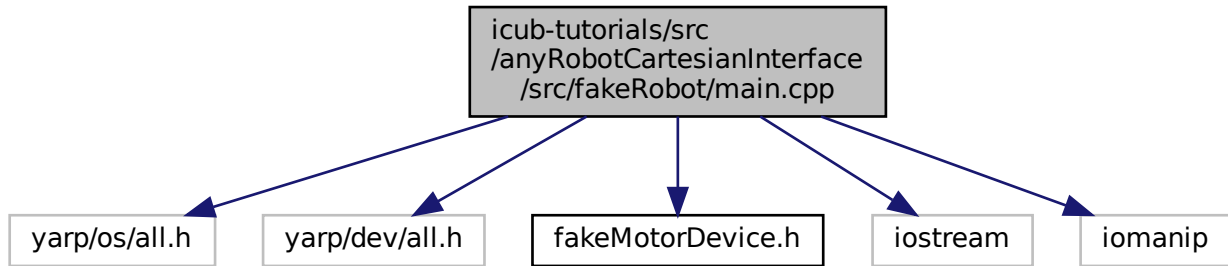 icub-tutorials/src
/anyRobotCartesianInterface
/src/fakeRobot/main.cpp
yarp/os/all.h
yarp/dev/all.h
fakeMotorDevice.h
iostream
iomanip